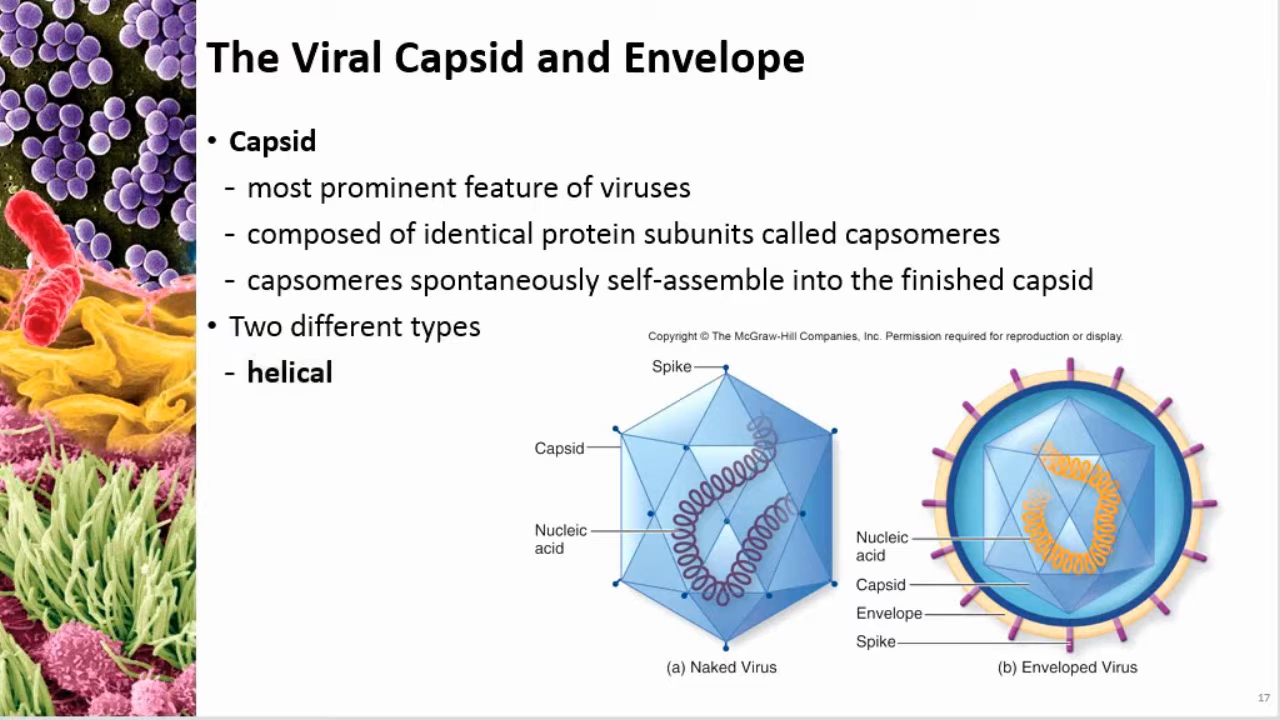 The Viral Capsid and Envelope
• Capsid
- most prominent feature of viruses
- composed of identical protein subunits called capsomeres
- capsomeres spontaneously self-assemble into the finished capsid
• Two different types
- helical
Copyright © The McGraw-Hill Companies, Inc. Permission required for reproduction or display.
Spike
Capsid
Nucleic
acid
(a) Naked Virus
Nucleic
acid
Capsid
Envelope
Spike
(b) Enveloped Virus
17